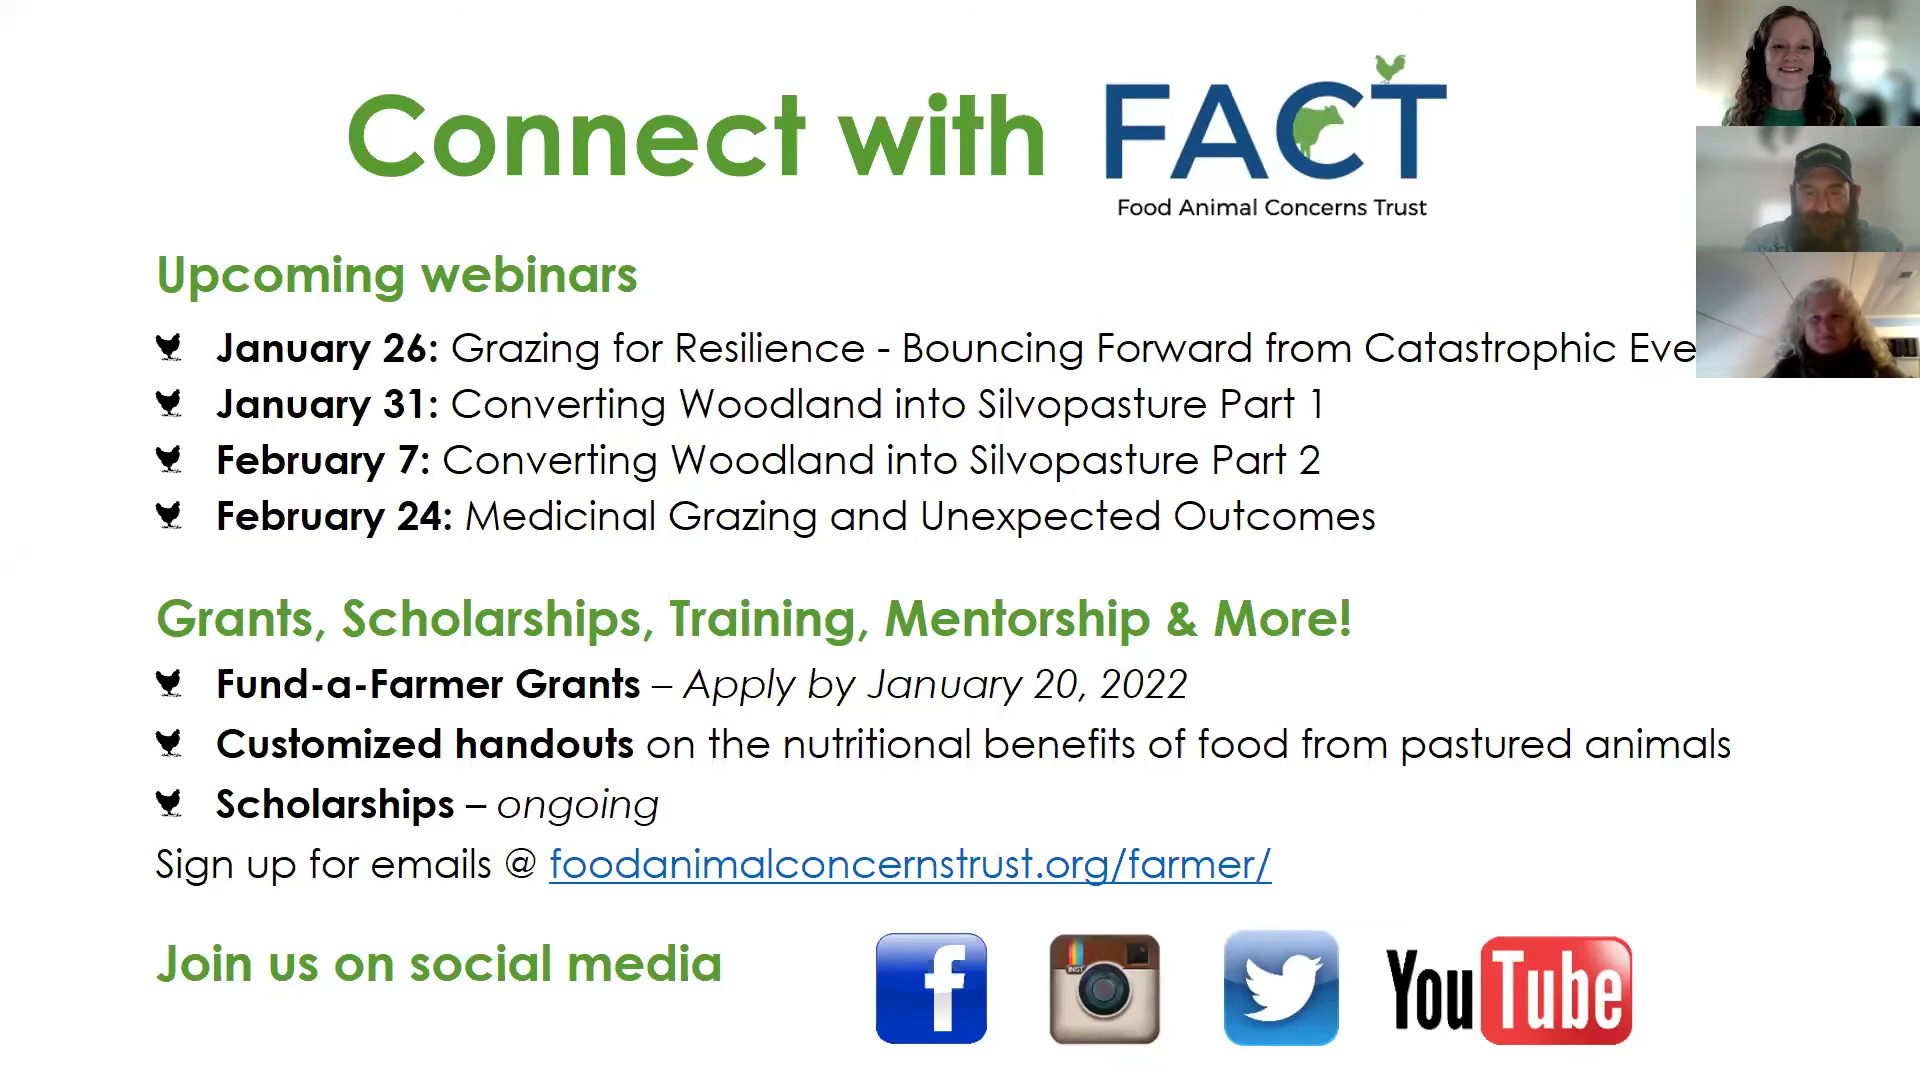 Connect with FACT
Food Animal Concerns Trust
Upcoming webinars
January 26: Grazing for Resilience - Bouncing Forward from Catastrophic Eve
January 31: Converting Woodland into Silvopasture Part 1
February 7: Converting Woodland into Silvopasture Part 2
February 24: Medicinal Grazing and Unexpected Outcomes
Grants, Scholarships, Training, Mentorship & More!
Fund-a-Farmer Grants – Apply by January 20, 2022
Customized handouts on the nutritional benefits of food from pastured animals
Scholarships – ongoing
Sign up for emails @ foodanimalconcernstrust.org/farmer/
Join us on social media
f
INST
YouTube